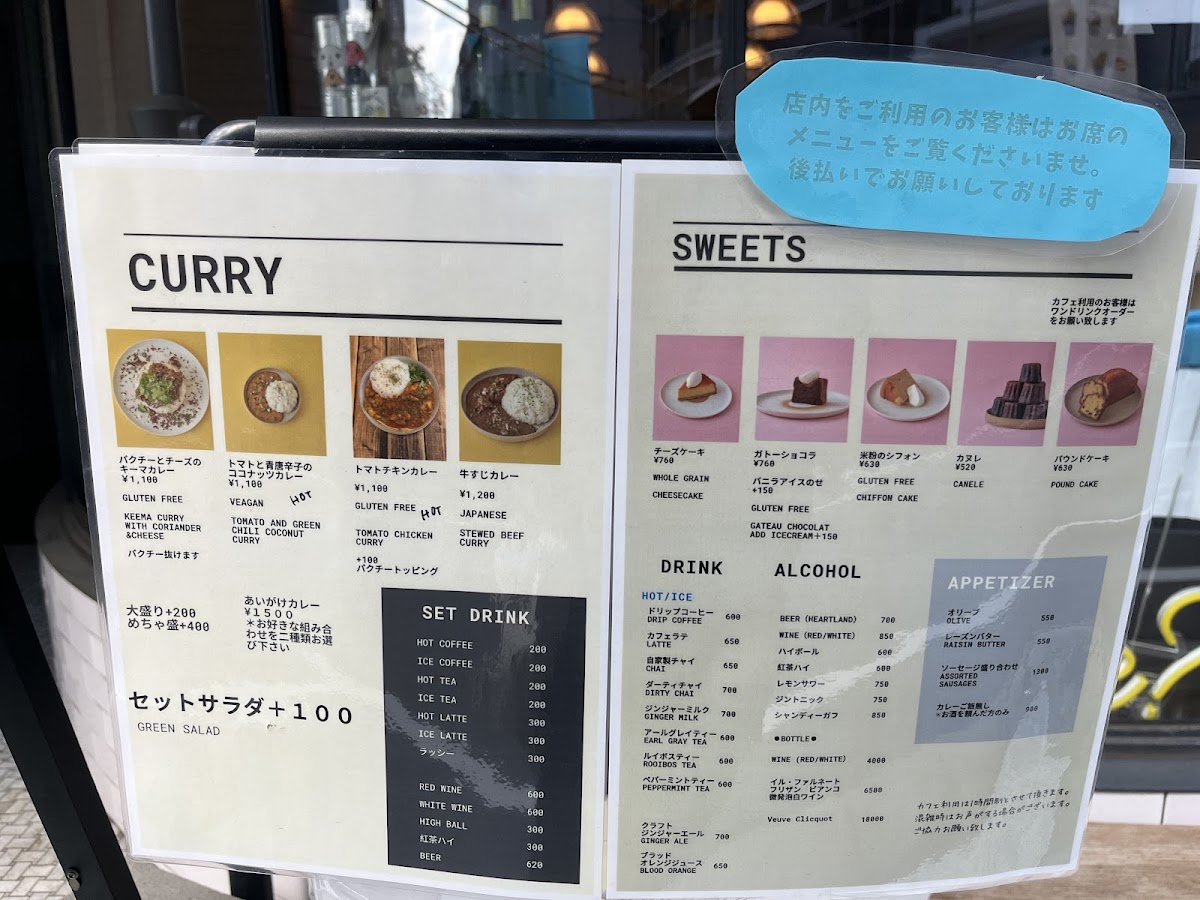 店内をご利用のお客様はお席の
メニューをご覧くださいませ。
後払いでお願いしております
CURRY
パクチーとチーズの
キーマカレー
¥1,100
GLUTEN FREE
KEEMA CURRY
WITH CORIANDER
&CHEESE
パクチー抜けます
トマトと青唐辛子の
ココナッツカレー
¥1,100
VEAGAN
HOT
TOMATO AND GREEN
CHILI COCONUT
CURRY
トマトチキンカレー
¥1,100
GLUTEN FREE
HOT
TOMATO CHICKEN
CURRY
+100
パクチートッピング
牛すじカレー
¥1,200
JAPANESE
STEWED BEEF
CURRY
大盛り+200
めちゃ盛+400
あいがけカレー
¥1500
*お好きな組み合
わせを二種類お選
び下さい
セットサラダ+100
GREEN SALAD
SET DRINK
HOT COFFEE 200
ICE COFFEE 200
HOT TEA 200
ICE TEA 200
HOT LATTE 300
ICE LATTE 300
ラッシー 300
RED WINE 600
WHITE WINE 600
HIGH BALL 300
紅茶ハイ 300
BEER 620
SWEETS
カフェ利用のお客様は
ワンドリンクオーダー
をお願い致します
チーズケーキ
¥760
WHOLE GRAIN
CHEESECAKE
ガトーショコラ
¥760
バニラアイスのせ
+150
GLUTEN FREE
GATEAU CHOCOLAT
ADD ICECREAM+150
米粉のシフォン
¥630
GLUTEN FREE
CHIFFON CAKE
カヌレ
¥520
CANELE
パウンドケーキ
¥630
POUND CAKE
DRINK
HOT/ICE
ドリップコーヒー
DRIP COFFEE 600
カフェラテ
LATTE 650
自家製チャイ
CHAI 650
ダーティチャイ
DIRTY CHAI 700
ジンジャーミルク
GINGER MILK 700
アールグレイティー
EARL GRAY TEA 600
ルイボスティー
ROOIBOS TEA 600
ペパーミントティー
PEPPERMINT TEA 600
クラフト
ジンジャーエール
GINGER ALE 700
ブラッド
オレンジジュース
BLOOD ORANGE 650
ALCOHOL
BEER (HEARTLAND) 700
WINE (RED/WHITE) 850
ハイボール 600
紅茶ハイ 600
レモンサワー 750
ジントニック 750
シャンディーガフ 850
●BOTTLE●
WINE (RED/WHITE) 4000
イル・ファルネート
フリザン ビアンコ
微発泡白ワイン 6500
Veuve Clicquot 18000
APPETIZER
オリーブ
OLIVE 550
レーズンバター
RAISIN BUTTER 550
ソーセージ盛り合わせ
ASSORTED
SAUSAGES 1300
カレーご飯無し
*お酒を頼んだ方のみ 900
カフェ利用は1時間制とさせて頂きます。
混雑時はお声がする場合がございます。
ご協力お願い致します。